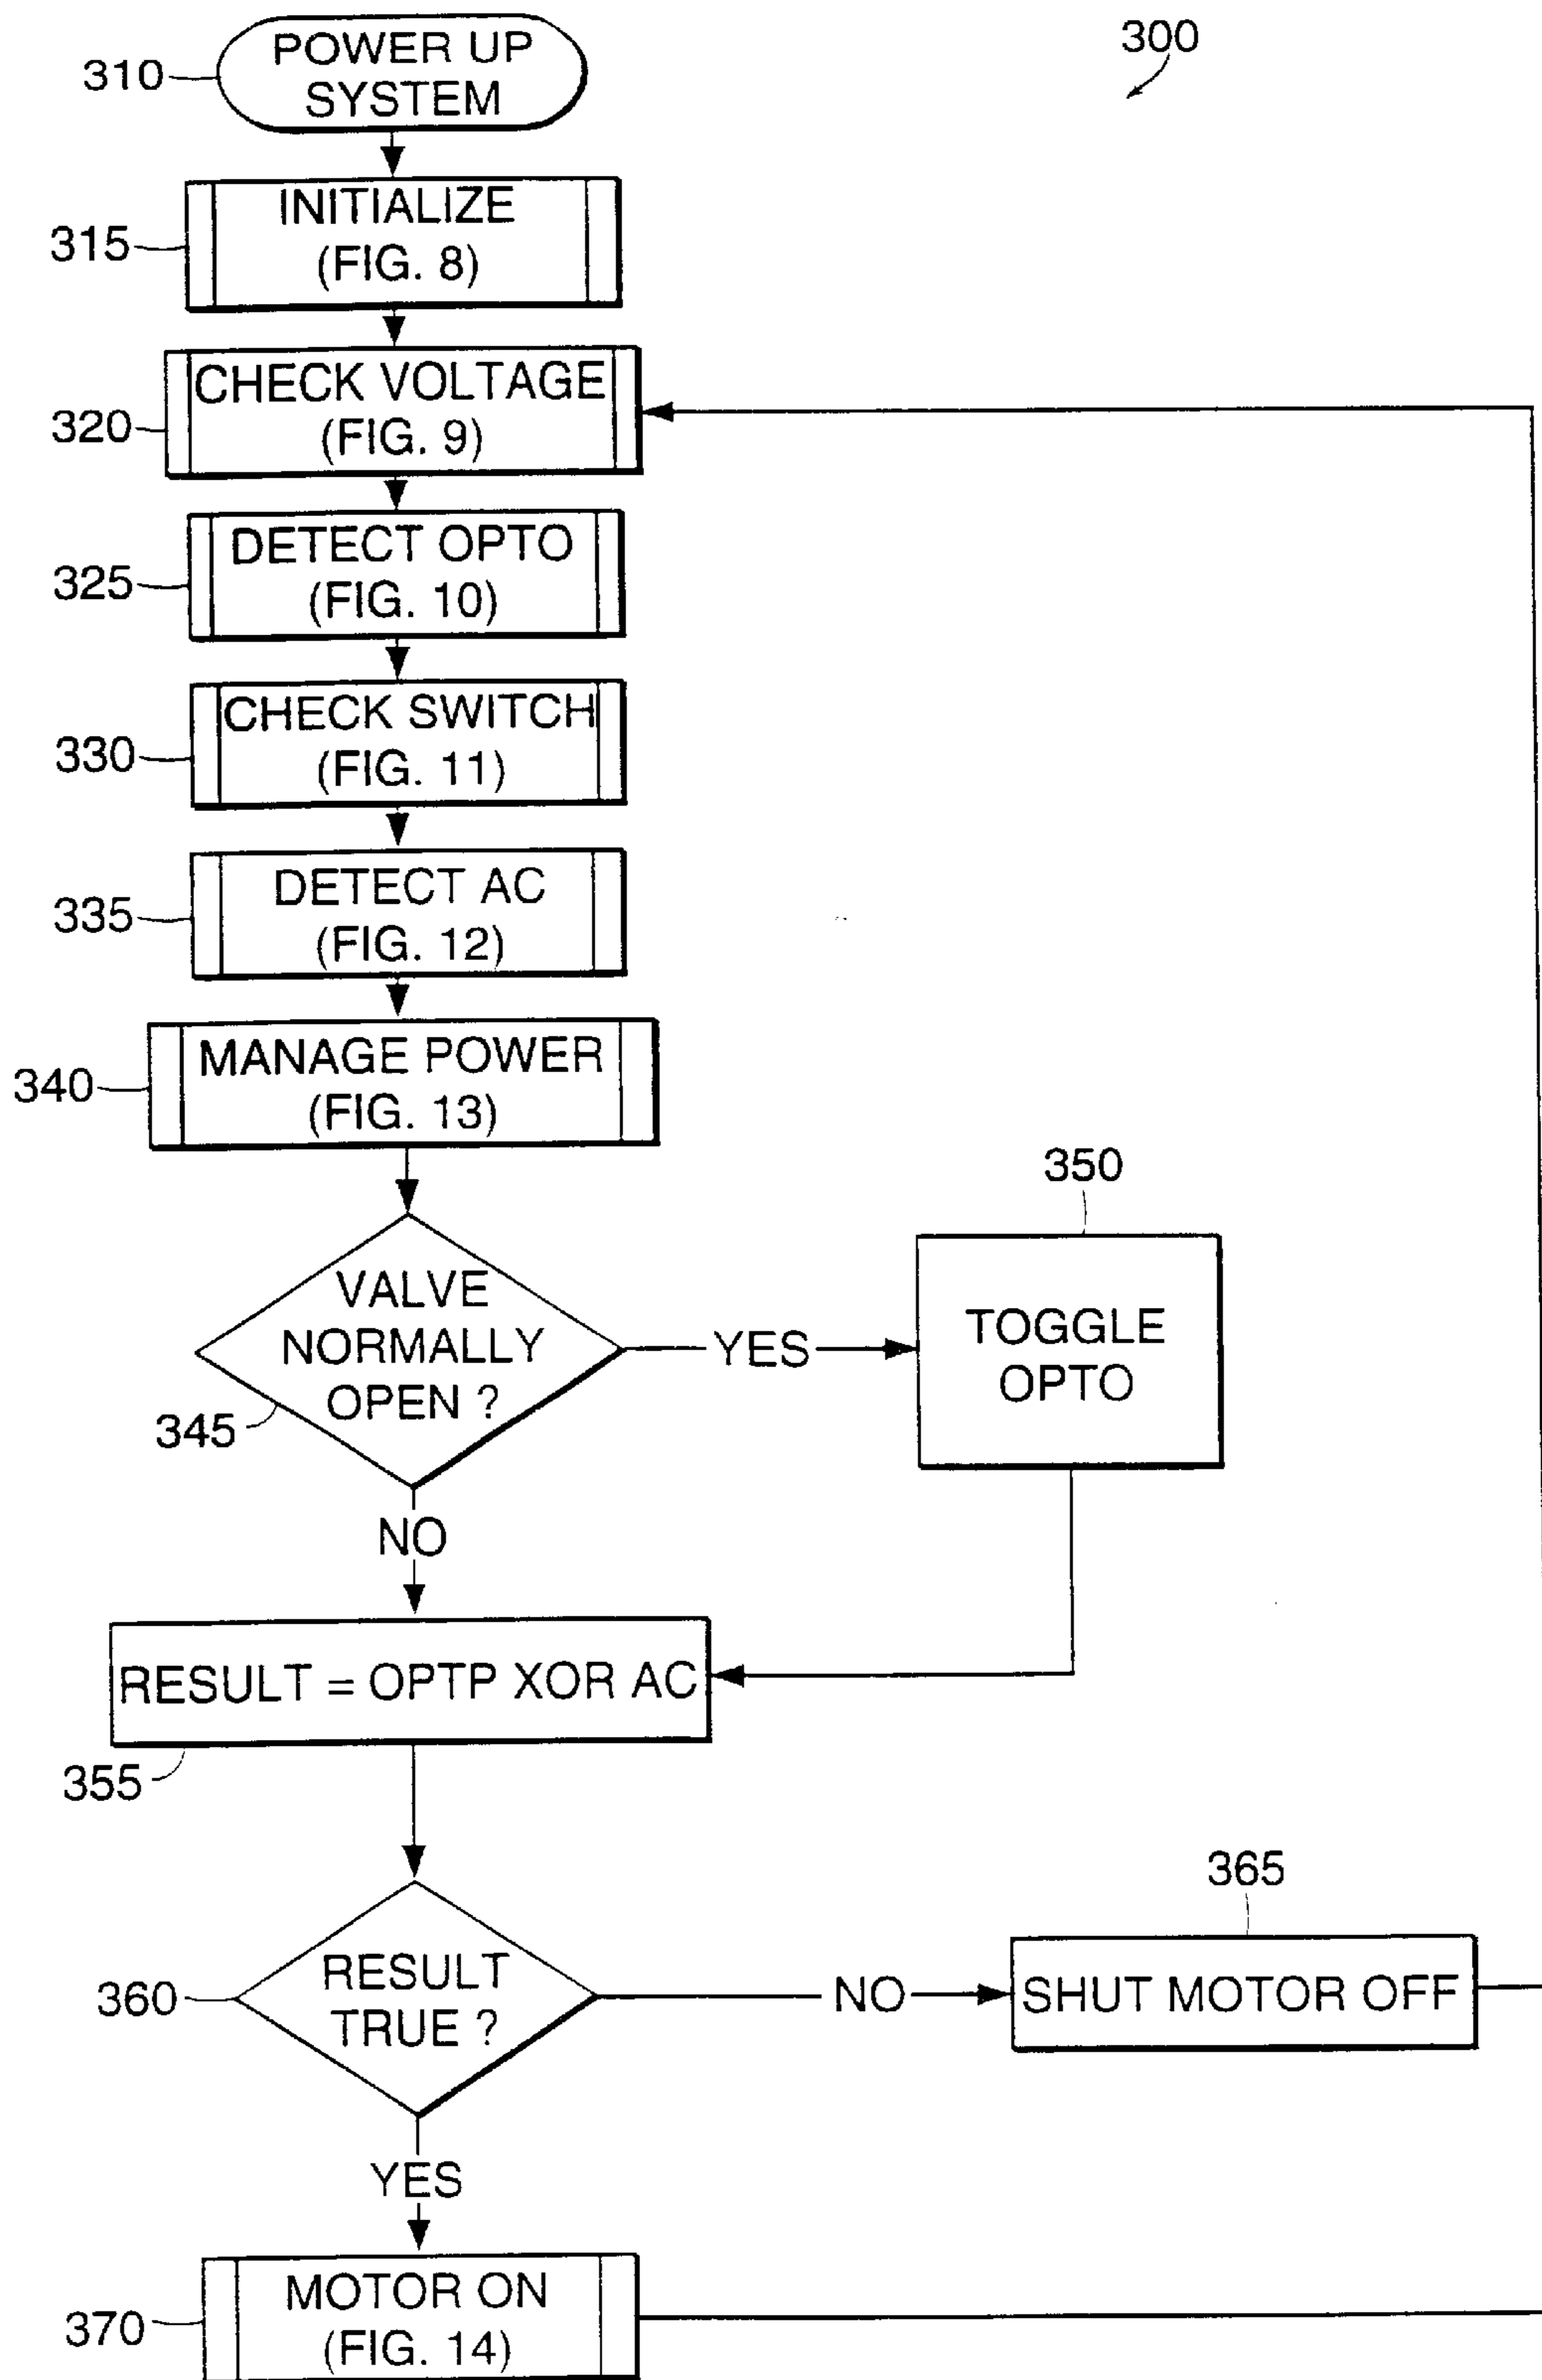 300
310
POWER UP
SYSTEM
315
INITIALIZE
(FIG. 8)
320
CHECK VOLTAGE
(FIG. 9)
325
DETECT OPTO
(FIG. 10)
330
CHECK SWITCH
(FIG. 11)
335
DETECT AC
(FIG. 12)
340
MANAGE POWER
(FIG. 13)
345
VALVE
NORMALLY
OPEN ?
YES
350
TOGGLE
OPTO
NO
355
RESULT = OPTP XOR AC
360
RESULT
TRUE ?
NO
365
SHUT MOTOR OFF
YES
370
MOTOR ON
(FIG. 14)